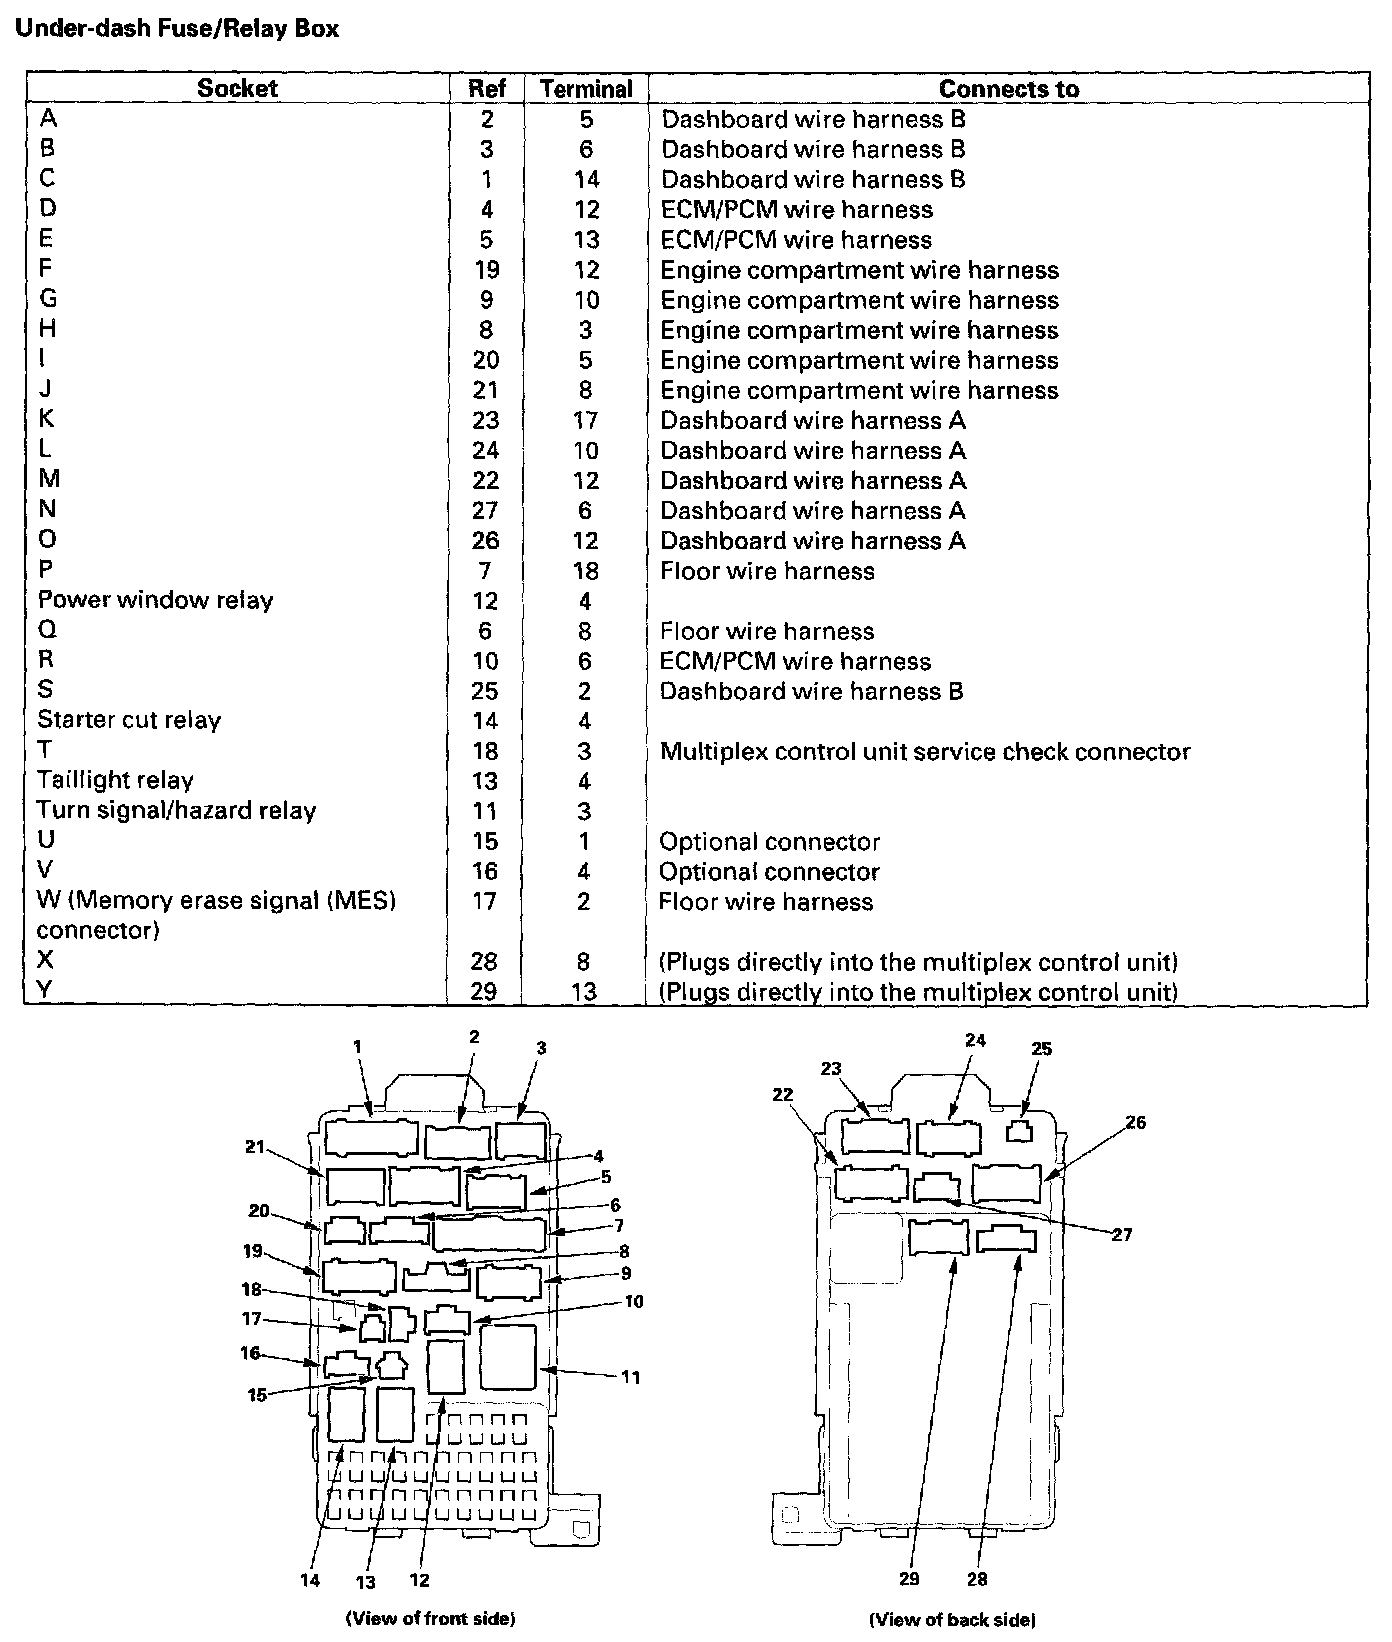 Under-dash Fuse/Relay Box
Socket Ref Terminal Connects to
A 2 5 Dashboard wire harness B
B 3 6 Dashboard wire harness B
C 1 14 Dashboard wire harness B
D 4 12 ECM/PCM wire harness
E 5 13 ECM/PCM wire harness
F 19 12 Engine compartment wire harness
G 9 10 Engine compartment wire harness
H 8 3 Engine compartment wire harness
I 20 5 Engine compartment wire harness
J 21 8 Engine compartment wire harness
K 23 17 Dashboard wire harness A
L 24 10 Dashboard wire harness A
M 22 12 Dashboard wire harness A
N 27 6 Dashboard wire harness A
O 26 12 Dashboard wire harness A
P 7 18 Floor wire harness
Power window relay 12 4
Q 6 8 Floor wire harness
R 10 6 ECM/PCM wire harness
S 25 2 Dashboard wire harness B
Starter cut relay 14 4
T 18 3 Multiplex control unit service check connector
Taillight relay 13 4
Turn signal/hazard relay 11 3
U 15 1 Optional connector
V 16 4 Optional connector
W (Memory erase signal (MES) 17 2 Floor wire harness
connector)
X 28 8 (Plugs directly into the multiplex control unit)
Y 29 13 (Plugs directly into the multiplex control unit)
1 2 3
21 4
5
20 6
7
19 8
18 9
17 10
16
15 11
14 13 12
(View of front side)
24 25
23
22 26
27
29 28
(View of back side)